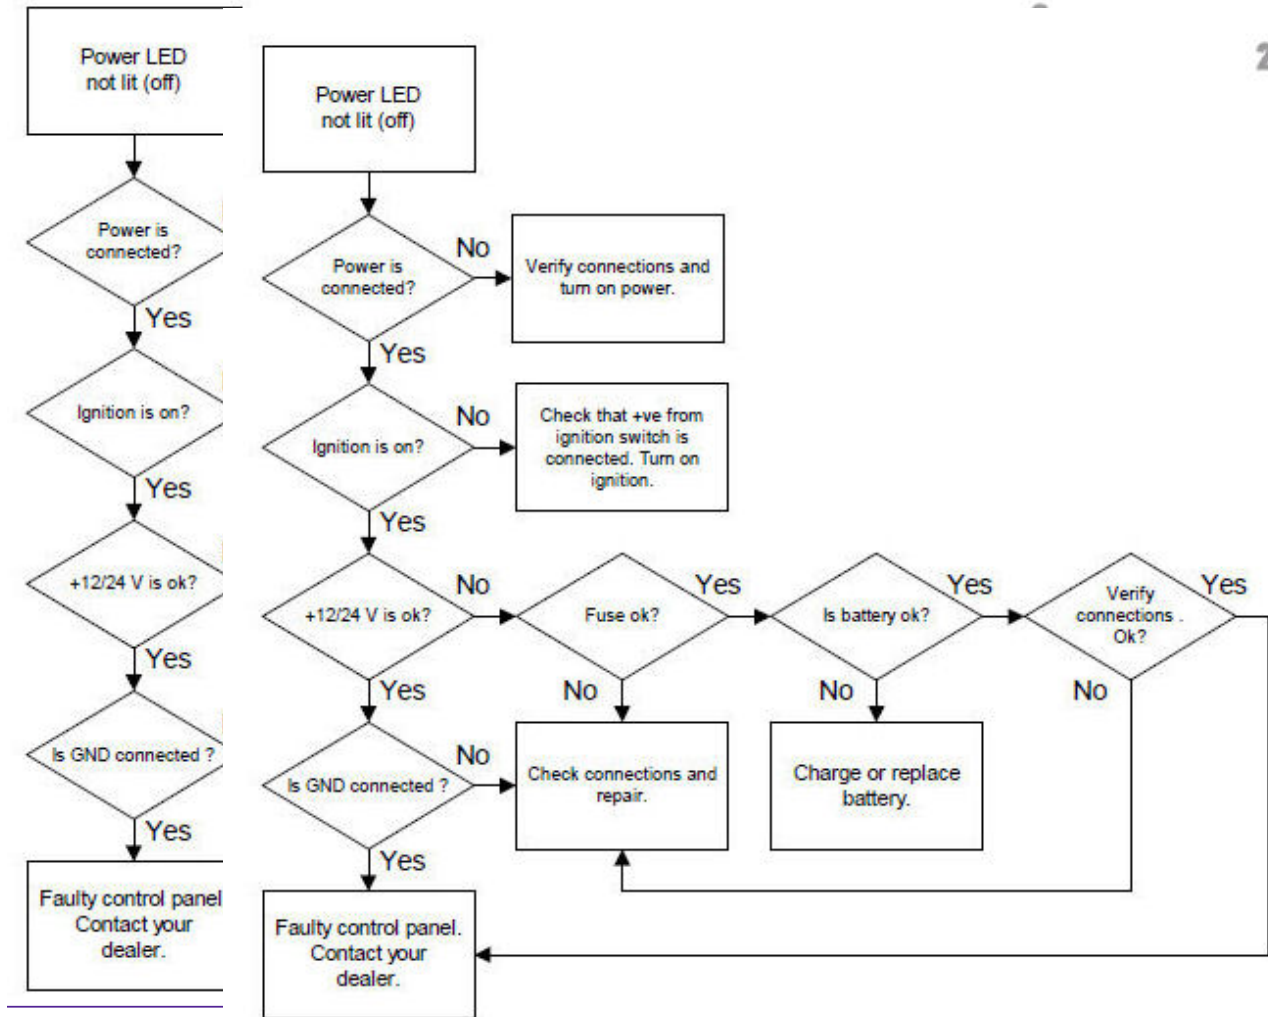 Power LED
not lit (off)
Power is
connected?
Yes
Ignition is on?
Yes
+12/24 V is ok?
Yes
Is GND connected ?
Yes
Faulty control panel
Contact your
dealer.
Power LED
not lit (off)
Power is
connected?
No
Verify connections and
turn on power.
Yes
Ignition is on?
No
Check that +ve from
ignition switch is
connected. Turn on
ignition.
Yes
+12/24 V is ok?
No
Fuse ok?
Yes
Is battery ok?
Yes
Verify
connections .
Ok?
Yes
Yes
No
No
No
Is GND connected ?
No
Check connections and
repair.
Charge or replace
battery.
Yes
Faulty control panel.
Contact your
dealer.